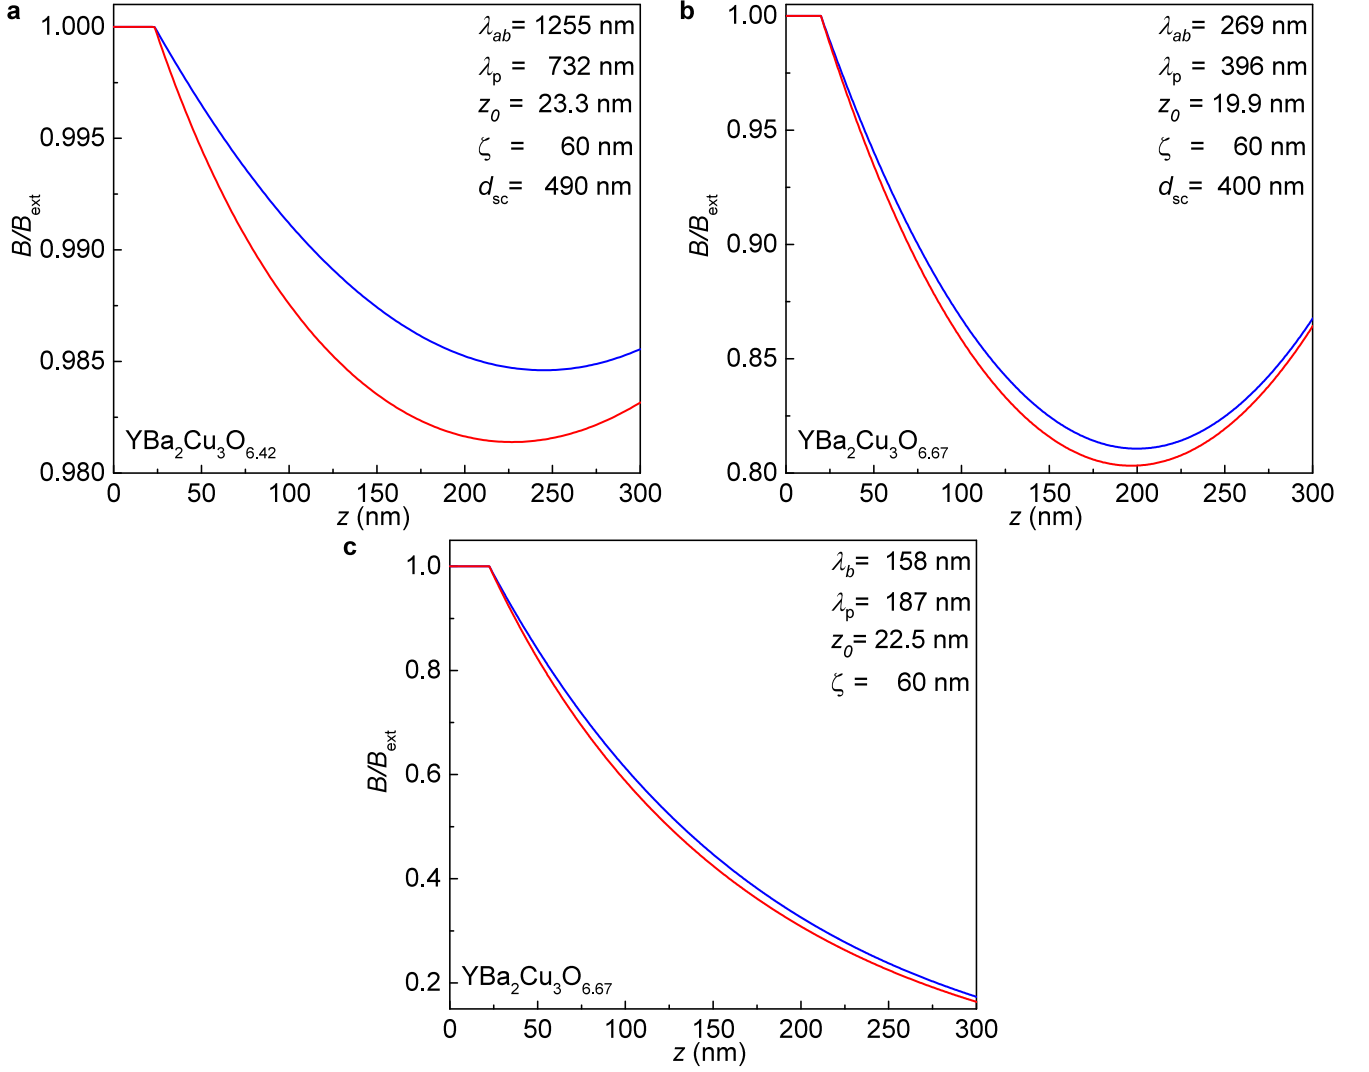 a
λab= 1255 nm
λp = 732 nm
z0 = 23.3 nm
ζ = 60 nm
dsc= 490 nm
1.000
0.995
0.990
0.985
0.980
B/Bext
YBa2Cu3O6.42
0 50 100 150 200 250 300
z (nm)
b
λab= 269 nm
λp = 396 nm
z0 = 19.9 nm
ζ = 60 nm
dsc= 400 nm
1.00
0.95
0.90
0.85
0.80
B/Bext
YBa2Cu3O6.67
0 50 100 150 200 250 300
z (nm)
c
λb= 158 nm
λp= 187 nm
z0= 22.5 nm
ζ = 60 nm
1.0
0.8
0.6
0.4
0.2
B/Bext
YBa2Cu3O6.67
0 50 100 150 200 250 300
z (nm)